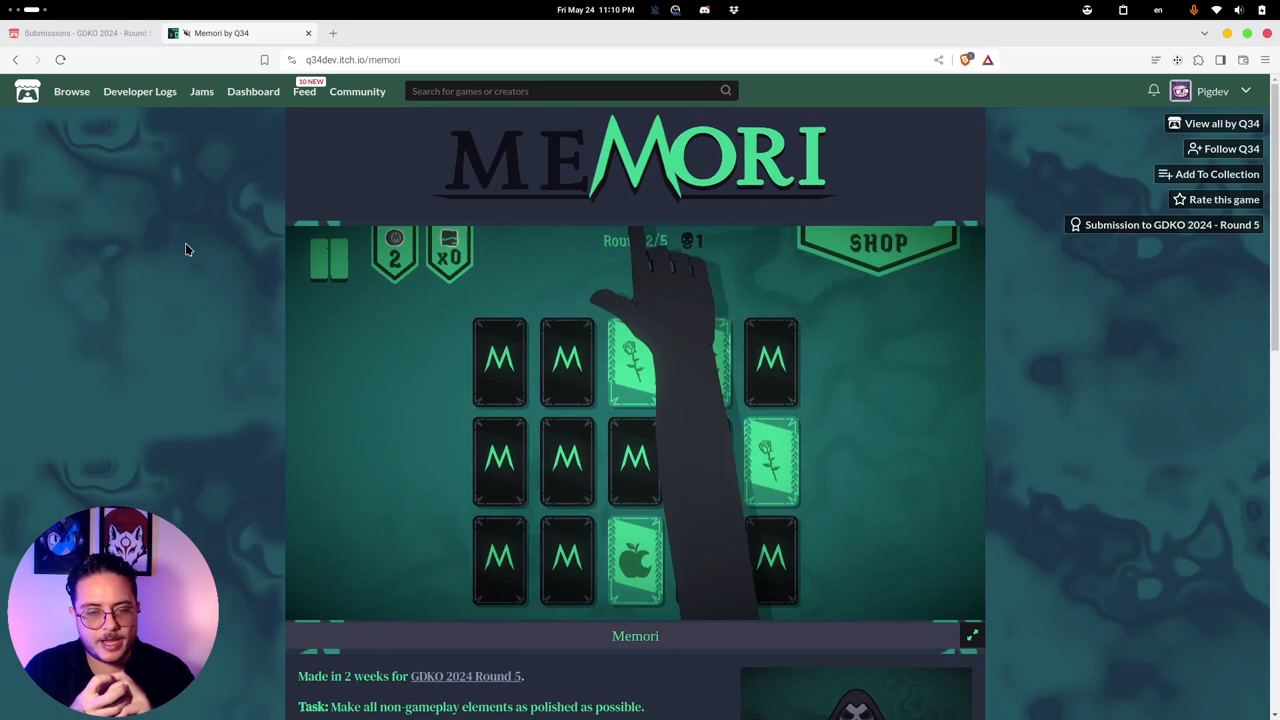 Fri May 24 11:10 PM
en
Submissions - GDKO 2024 - Round
Memori by Q34
q34dev.itch.io/memori
1
10 NEW
Browse
Developer Logs
Jams
Dashboard
Feed
Community
Search for games or creators
Pigdev
View all by Q34
Follow Q34
Add To Collection
Rate this game
Submission to GDKO 2024 - Round 5
MEMORI
2
x0
2/5
1
SHOP
M M M
M M M
M M M
Memori
Made in 2 weeks for GDKO 2024 Round 5.
Task: Make all non-gameplay elements as polished as possible.